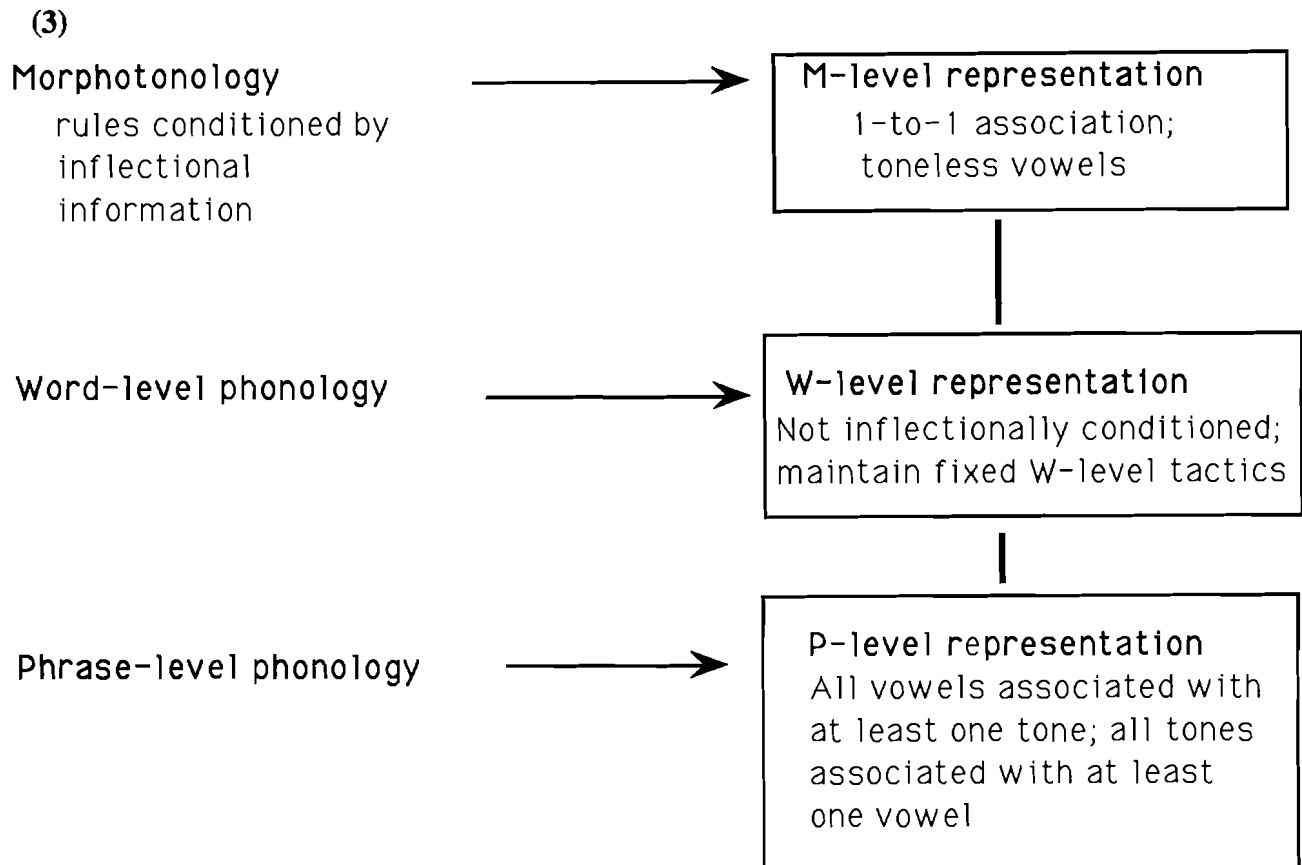 (3)
Morphotonology
rules conditioned by
inflectional
information
M-level representation
1-to-1 association;
toneless vowels
Word-level phonology
W-level representation
Not inflectionally conditioned;
maintain fixed W-level tactics
Phrase-level phonology
P-level representation
All vowels associated with
at least one tone; all tones
associated with at least
one vowel